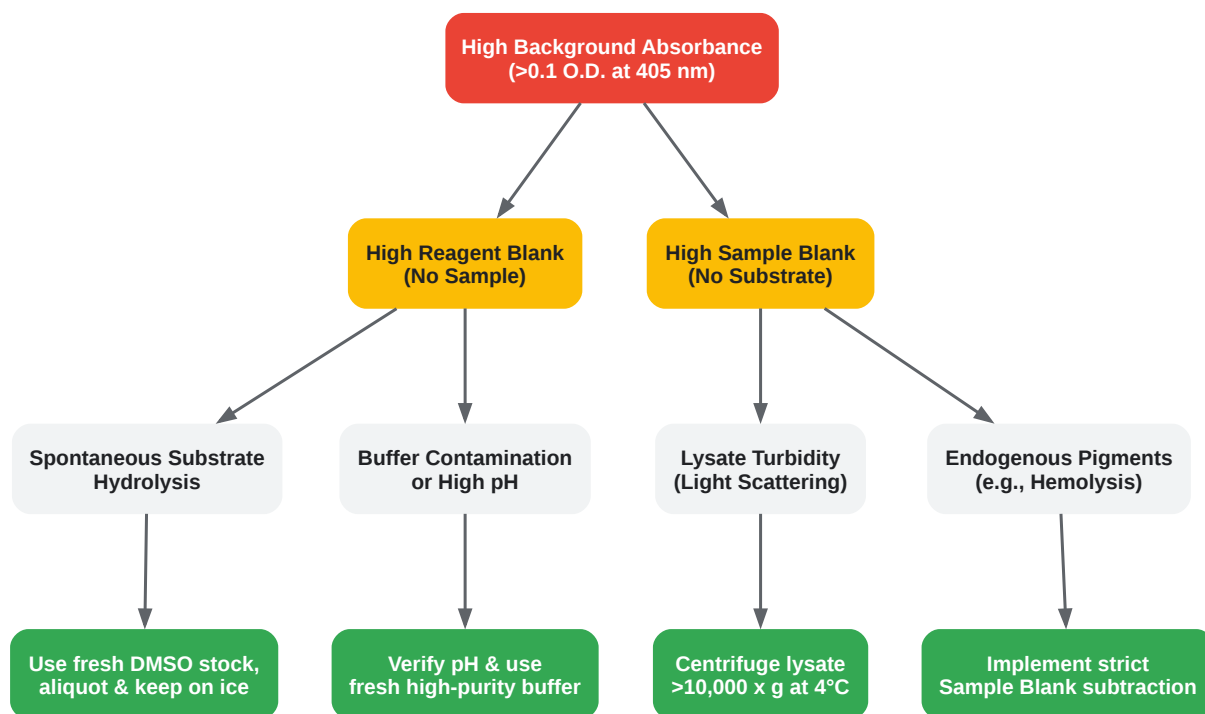 High Background Absorbance
(>0.1 O.D. at 405 nm)
High Reagent Blank
(No Sample)
High Sample Blank
(No Substrate)
Spontaneous Substrate
Hydrolysis
Buffer Contamination
or High pH
Lysate Turbidity
(Light Scattering)
Endogenous Pigments
(e.g., Hemolysis)
Use fresh DMSO stock,
aliquot & keep on ice
Verify pH & use
fresh high-purity buffer
Centrifuge lysate
>10,000 x g at 4°C
Implement strict
Sample Blank subtraction